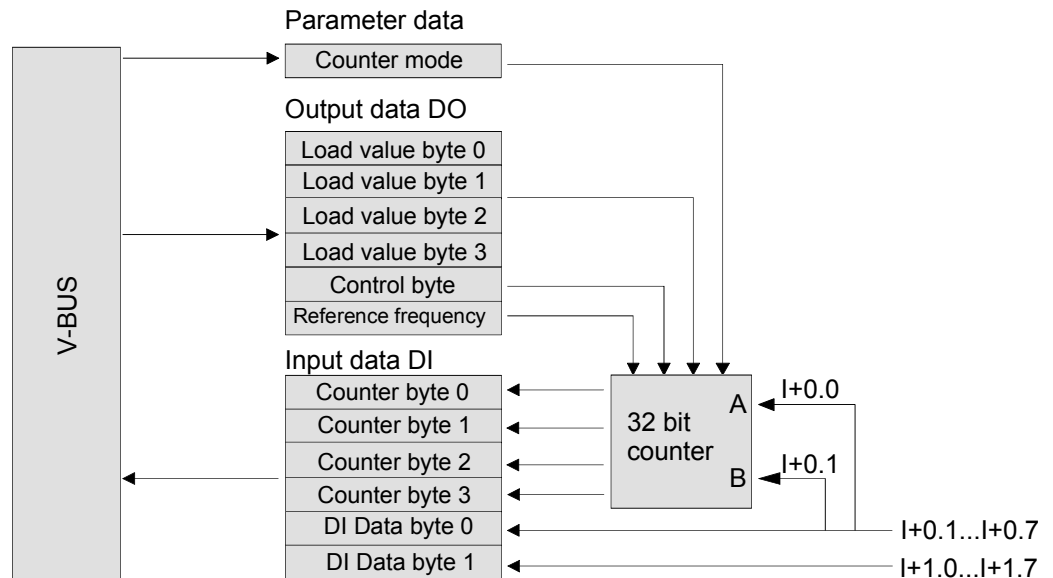 Parameter data
Counter mode
Output data DO
Load value byte 0
Load value byte 1
Load value byte 2
Load value byte 3
Control byte
Reference frequency
V-BUS
Input data DI
Counter byte 0
Counter byte 1
Counter byte 2
Counter byte 3
DI Data byte 0
DI Data byte 1
32 bit
counter
A
B
I+0.0
I+0.1
I+0.1...I+0.7
I+1.0...I+1.7